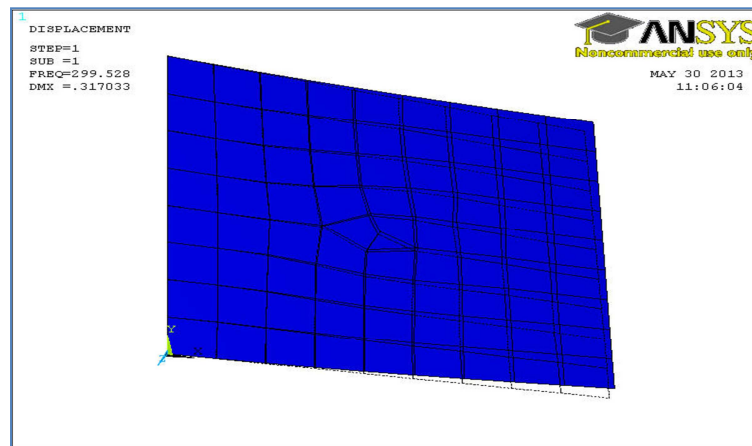 1
DISPLACEMENT
STEP=1
SUB =1
FREQ=299.528
DMX =.317033
ANSYS
Noncommercial use only
MAY 30 2013
11:06:04
Y
Z
X